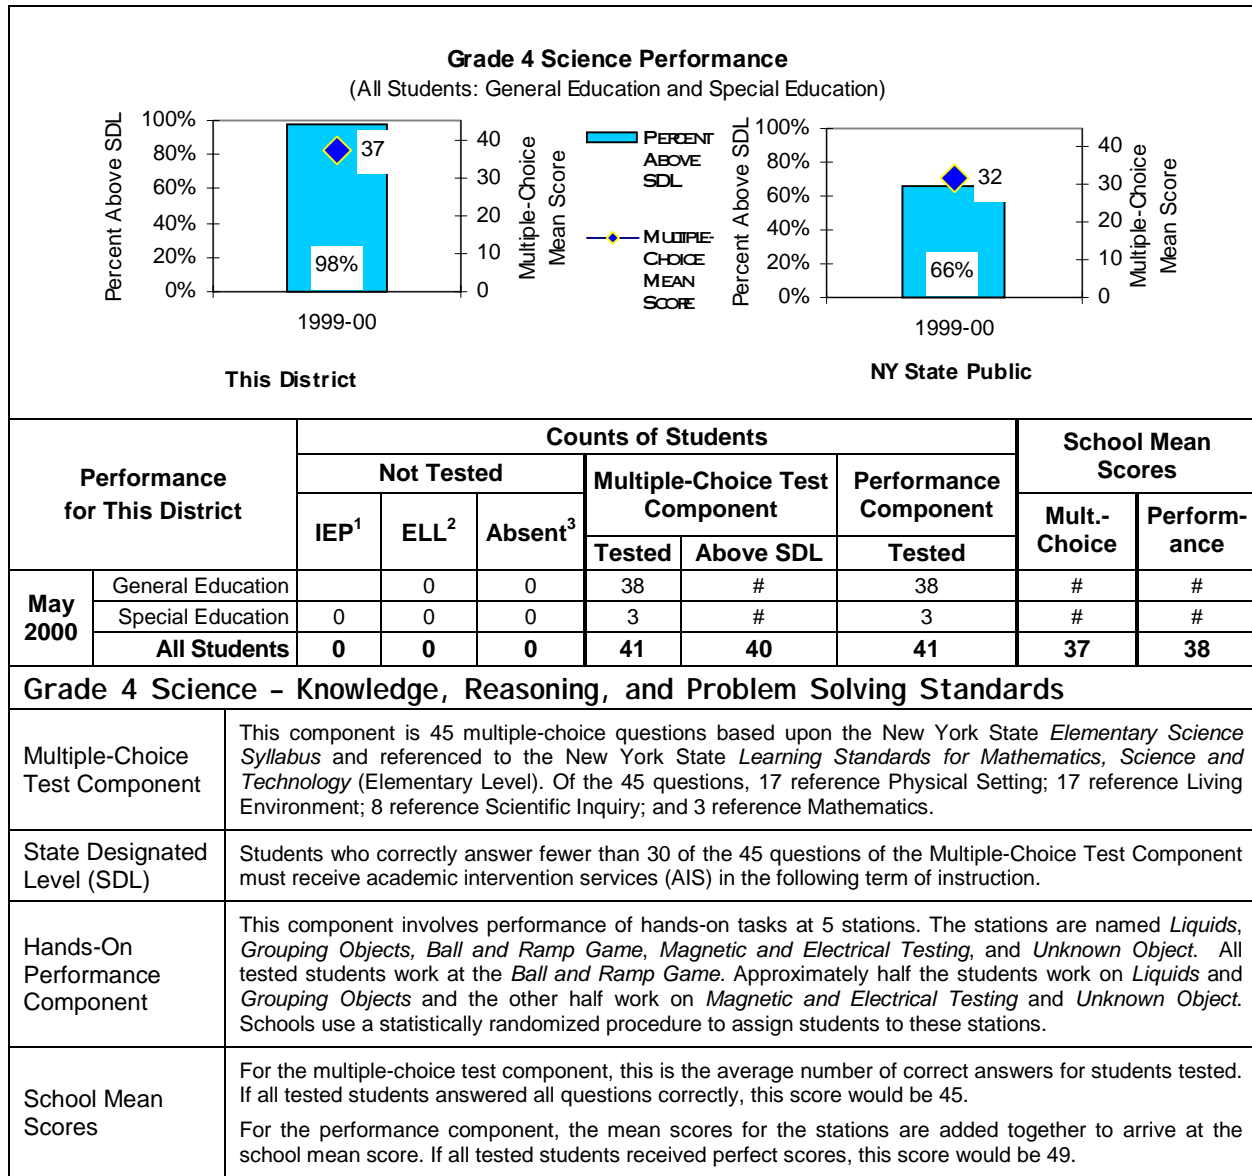 Grade 4 Science Performance
(All Students: General Education and Special Education)
100%
80%
60%
40%
20%
0%
Percent Above SDL
37
98%
40
30
20
10
0
Multiple-Choice
Mean Score
1999-00
This District
PERCENT
ABOVE
SDL
MULTIPLE-
CHOICE
MEAN
SCORE
100%
80%
60%
40%
20%
0%
Percent Above SDL
32
66%
40
30
20
10
0
Multiple-Choice
Mean Score
1999-00
NY State Public
Performance
for This District
Counts of Students
School Mean
Scores
Not Tested
Multiple-Choice Test
Component
Performance
Component
IEP1 ELL2 Absent3
Tested Above SDL Tested
Mult.-
Choice
Perform-
ance
May
2000
General Education 0 0 38 # 38 # #
Special Education 0 0 0 3 # 3 # #
All Students 0 0 0 41 40 41 37 38
Grade 4 Science – Knowledge, Reasoning, and Problem Solving Standards
Multiple-Choice
Test Component
This component is 45 multiple-choice questions based upon the New York State Elementary Science
Syllabus and referenced to the New York State Learning Standards for Mathematics, Science and
Technology (Elementary Level). Of the 45 questions, 17 reference Physical Setting; 17 reference Living
Environment; 8 reference Scientific Inquiry; and 3 reference Mathematics.
State Designated
Level (SDL)
Students who correctly answer fewer than 30 of the 45 questions of the Multiple-Choice Test Component
must receive academic intervention services (AIS) in the following term of instruction.
Hands-On
Performance
Component
This component involves performance of hands-on tasks at 5 stations. The stations are named Liquids,
Grouping Objects, Ball and Ramp Game, Magnetic and Electrical Testing, and Unknown Object. All
tested students work at the Ball and Ramp Game. Approximately half the students work on Liquids and
Grouping Objects and the other half work on Magnetic and Electrical Testing and Unknown Object.
Schools use a statistically randomized procedure to assign students to these stations.
School Mean
Scores
For the multiple-choice test component, this is the average number of correct answers for students tested.
If all tested students answered all questions correctly, this score would be 45.
For the performance component, the mean scores for the stations are added together to arrive at the
school mean score. If all tested students received perfect scores, this score would be 49.